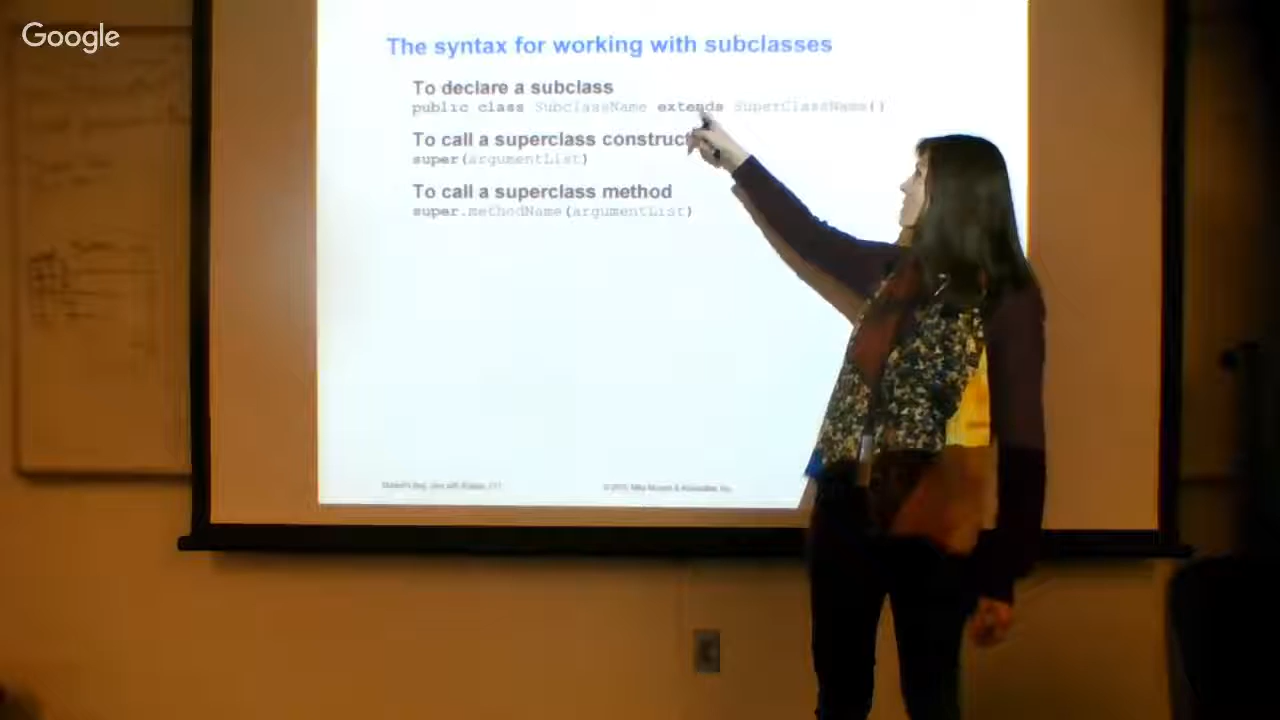 Google
The syntax for working with subclasses
To declare a subclass
public class SubclassName extends SuperClassName()
To call a superclass construct
super(argumentList)
To call a superclass method
super.methodName(argumentList)